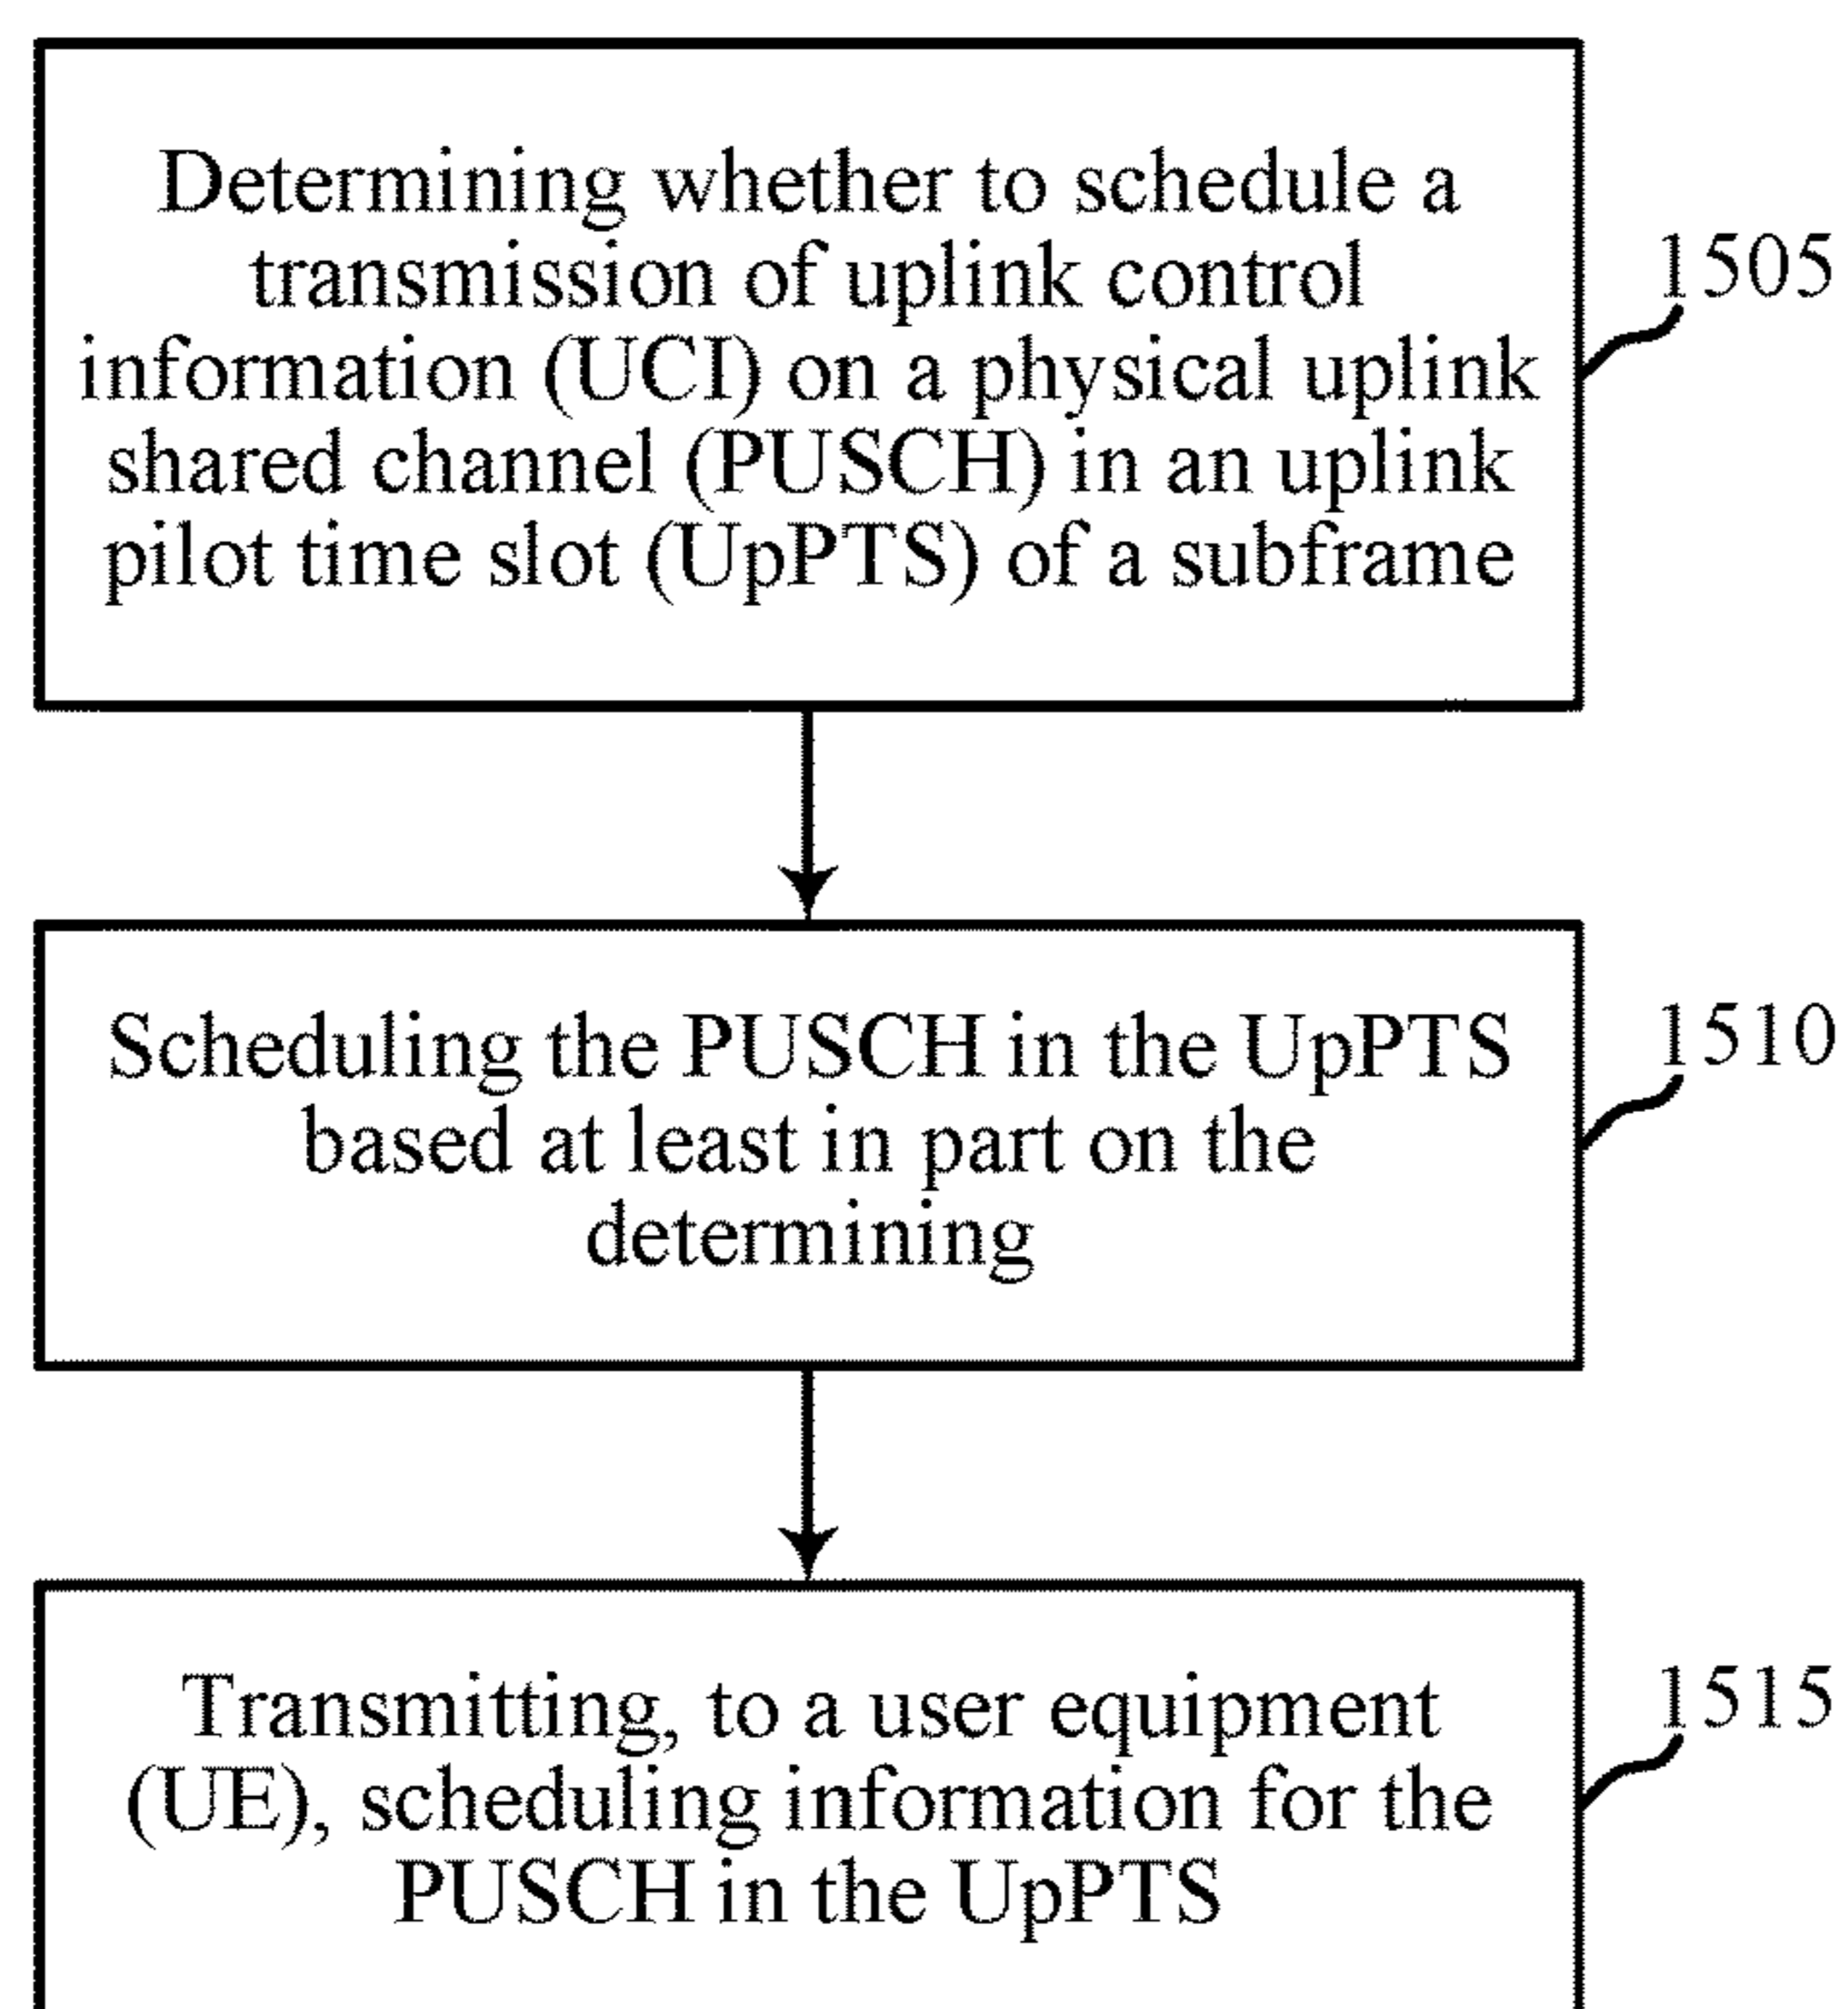 Determining whether to schedule a
transmission of uplink control
information (UCI) on a physical uplink
shared channel (PUSCH) in an uplink
pilot time slot (UpPTS) of a subframe
1505
Scheduling the PUSCH in the UpPTS
based at least in part on the
determining
1510
Transmitting, to a user equipment
(UE), scheduling information for the
PUSCH in the UpPTS
1515